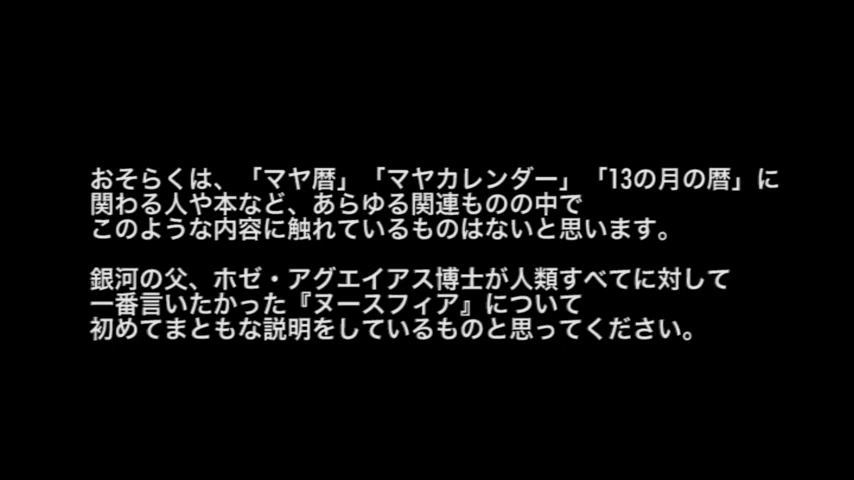 おそらくは、「マヤ暦」「マヤカレンダー」「13の月の暦」に
関わる人や本など、あらゆる関連ものの中で
このような内容に触れているものはないと思います。
銀河の父、ホゼ・アグエイアス博士が人類すべてに対して
一番言いたかった『ヌースフィア』について
初めてまともな説明をしているものと思ってください。